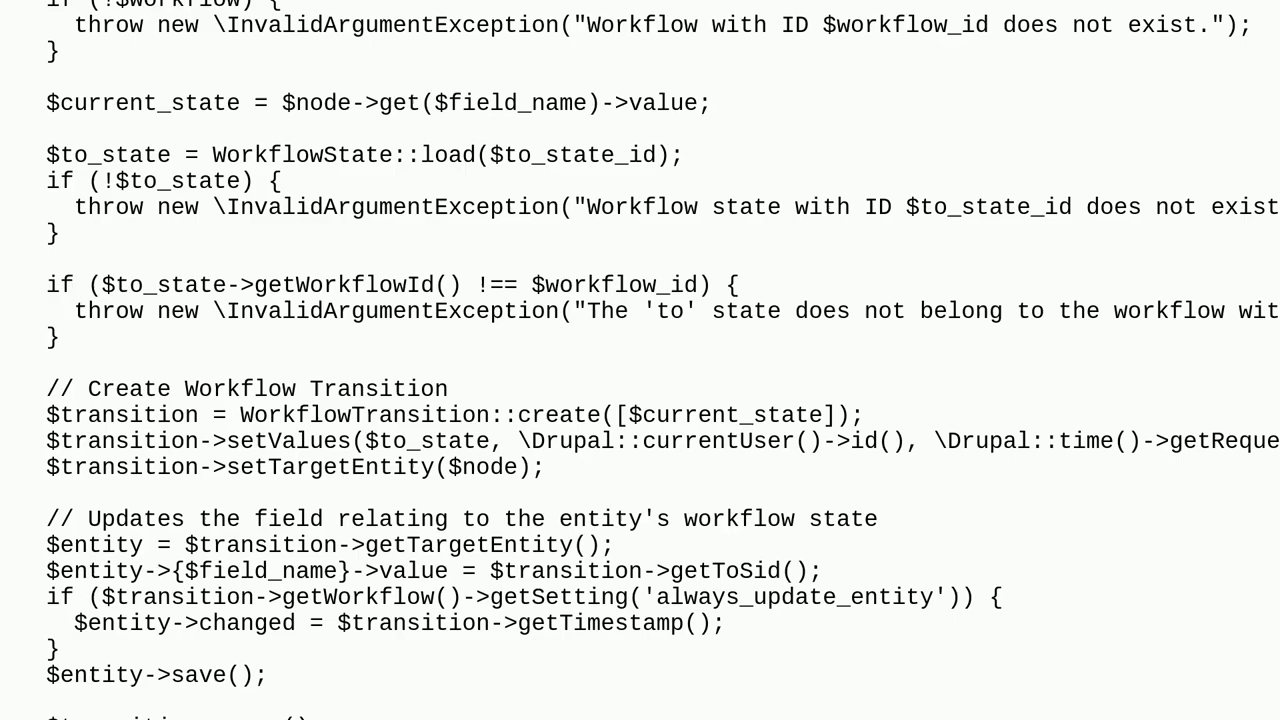 if (!$workflow) {
throw new \InvalidArgumentException("Workflow with ID $workflow_id does not exist.");
}
$current_state = $node->get($field_name)->value;
$to_state = WorkflowState::load($to_state_id);
if (!$to_state) {
throw new \InvalidArgumentException("Workflow state with ID $to_state_id does not exist
}
if ($to_state->getWorkflowId() !== $workflow_id) {
throw new \InvalidArgumentException("The 'to' state does not belong to the workflow wit
}
// Create Workflow Transition
$transition = WorkflowTransition::create([$current_state]);
$transition->setValues($to_state, \Drupal::currentUser()->id(), \Drupal::time()->getReque
$transition->setTargetEntity($node);
// Updates the field relating to the entity's workflow state
$entity = $transition->getTargetEntity();
$entity->{$field_name}->value = $transition->getToSid();
if ($transition->getWorkflow()->getSetting('always_update_entity')) {
$entity->changed = $transition->getTimestamp();
}
$entity->save();